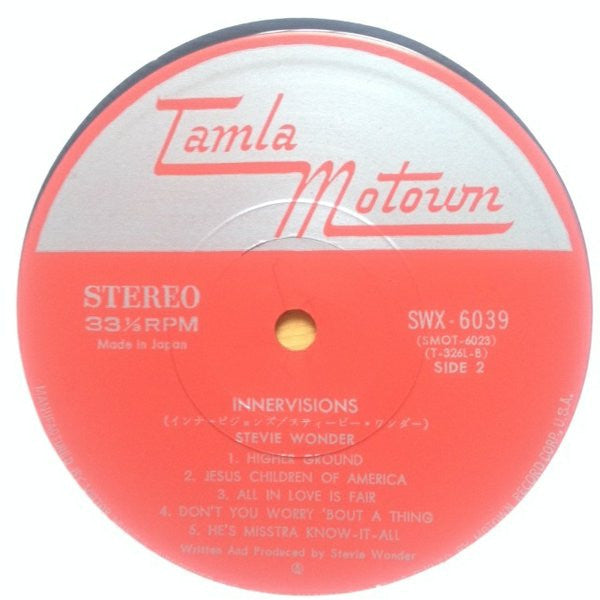 Tamla
Motown
STEREO
33⅓RPM
Made in Japan
SWX-6039
(SMOT-6023)
(T-326L-B)
SIDE 2
INNERVISIONS
(インナービジョンズ/スティービー・ワンダー)
STEVIE WONDER
1. HIGHER GROUND
2. JESUS CHILDREN OF AMERICA
3. ALL IN LOVE IS FAIR
4. DON'T YOU WORRY 'BOUT A THING
5. HE'S MISSTRA KNOW-IT-ALL
Written And Produced by Stevie Wonder
MOTOWN RECORD CORP. U.S.A.